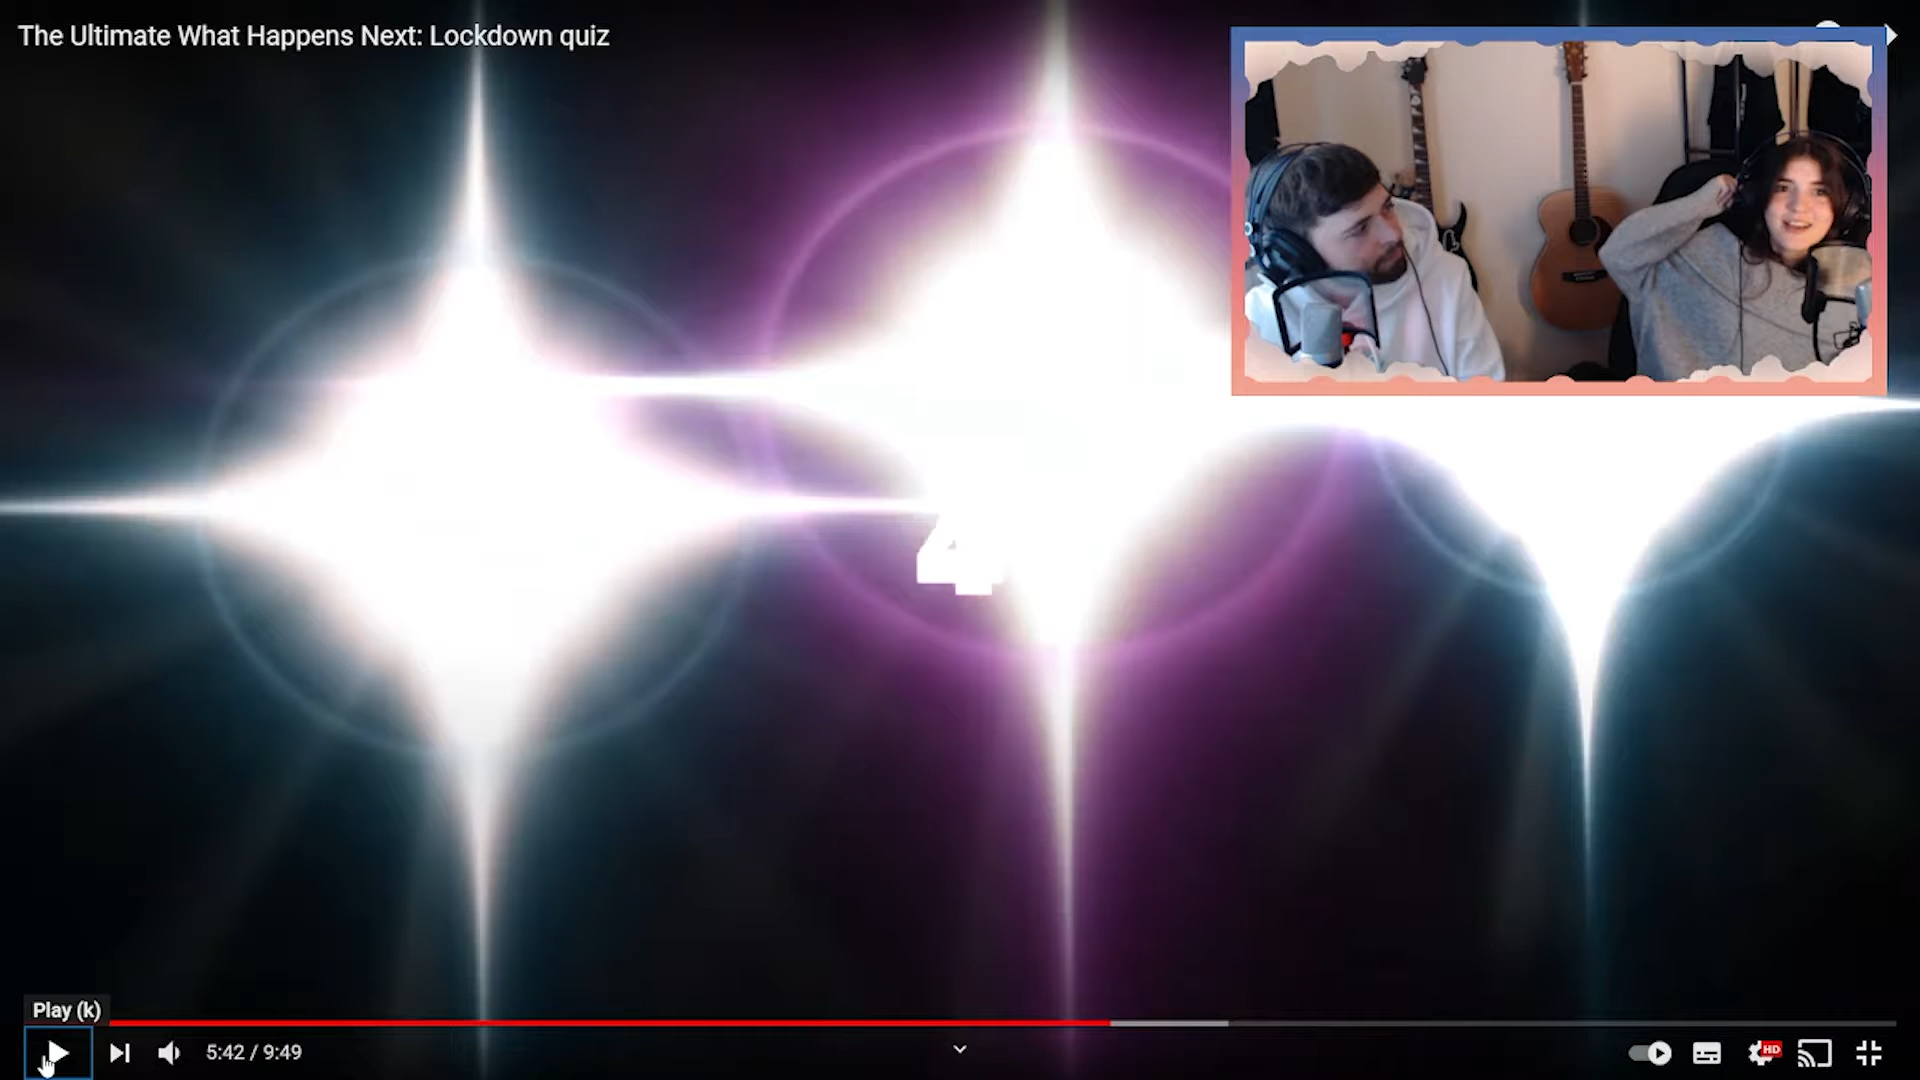 The Ultimate What Happens Next: Lockdown quiz
4
Play (k)
5:42 / 9:49
HD